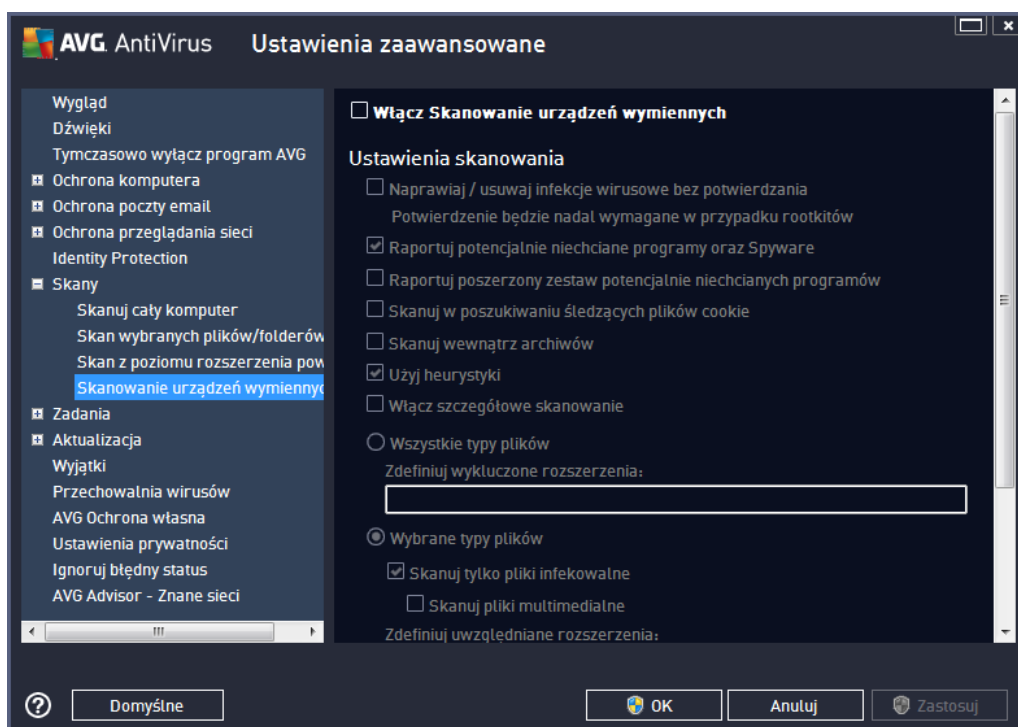 AVG. AntiVirus Ustawienia zaawansowane
Wygląd
Dźwięki
Tymczasowo wyłącz program AVG
Ochrona komputera
Ochrona poczty email
Ochrona przeglądania sieci
Identity Protection
Skany
Skanuj cały komputer
Skan wybranych plików/folderów
Skan z poziomu rozszerzenia pow
Skanowanie urządzeń wymiennyc
Zadania
Aktualizacja
Wyjątki
Przechowalnia wirusów
AVG Ochrona własna
Ustawienia prywatności
Ignoruj błędny status
AVG Advisor - Znane sieci
Włącz Skanowanie urządzeń wymiennych
Ustawienia skanowania
Naprawiaj / usuwaj infekcje wirusowe bez potwierdzania
Potwierdzenie będzie nadal wymagane w przypadku rootkitów
Raportuj potencjalnie niechciane programy oraz Spyware
Raportuj poszerzony zestaw potencjalnie niechcianych programów
Skanuj w poszukiwaniu śledzących plików cookie
Skanuj wewnątrz archiwów
Użyj heurystyki
Włącz szczegółowe skanowanie
Wszystkie typy plików
Zdefiniuj wykluczone rozszerzenia:
Wybrane typy plików
Skanuj tylko pliki infekowalne
Skanuj pliki multimedialne
Zdefiniuj uwzględniane rozszerzenia:
Domyślne
OK
Anuluj
Zastosuj